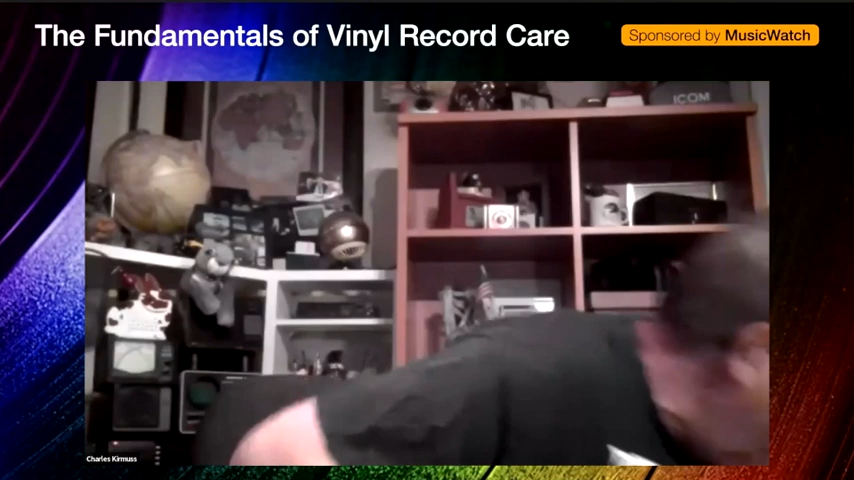 The Fundamentals of Vinyl Record Care
Sponsored by MusicWatch
ICOM
Charles Kirmuss